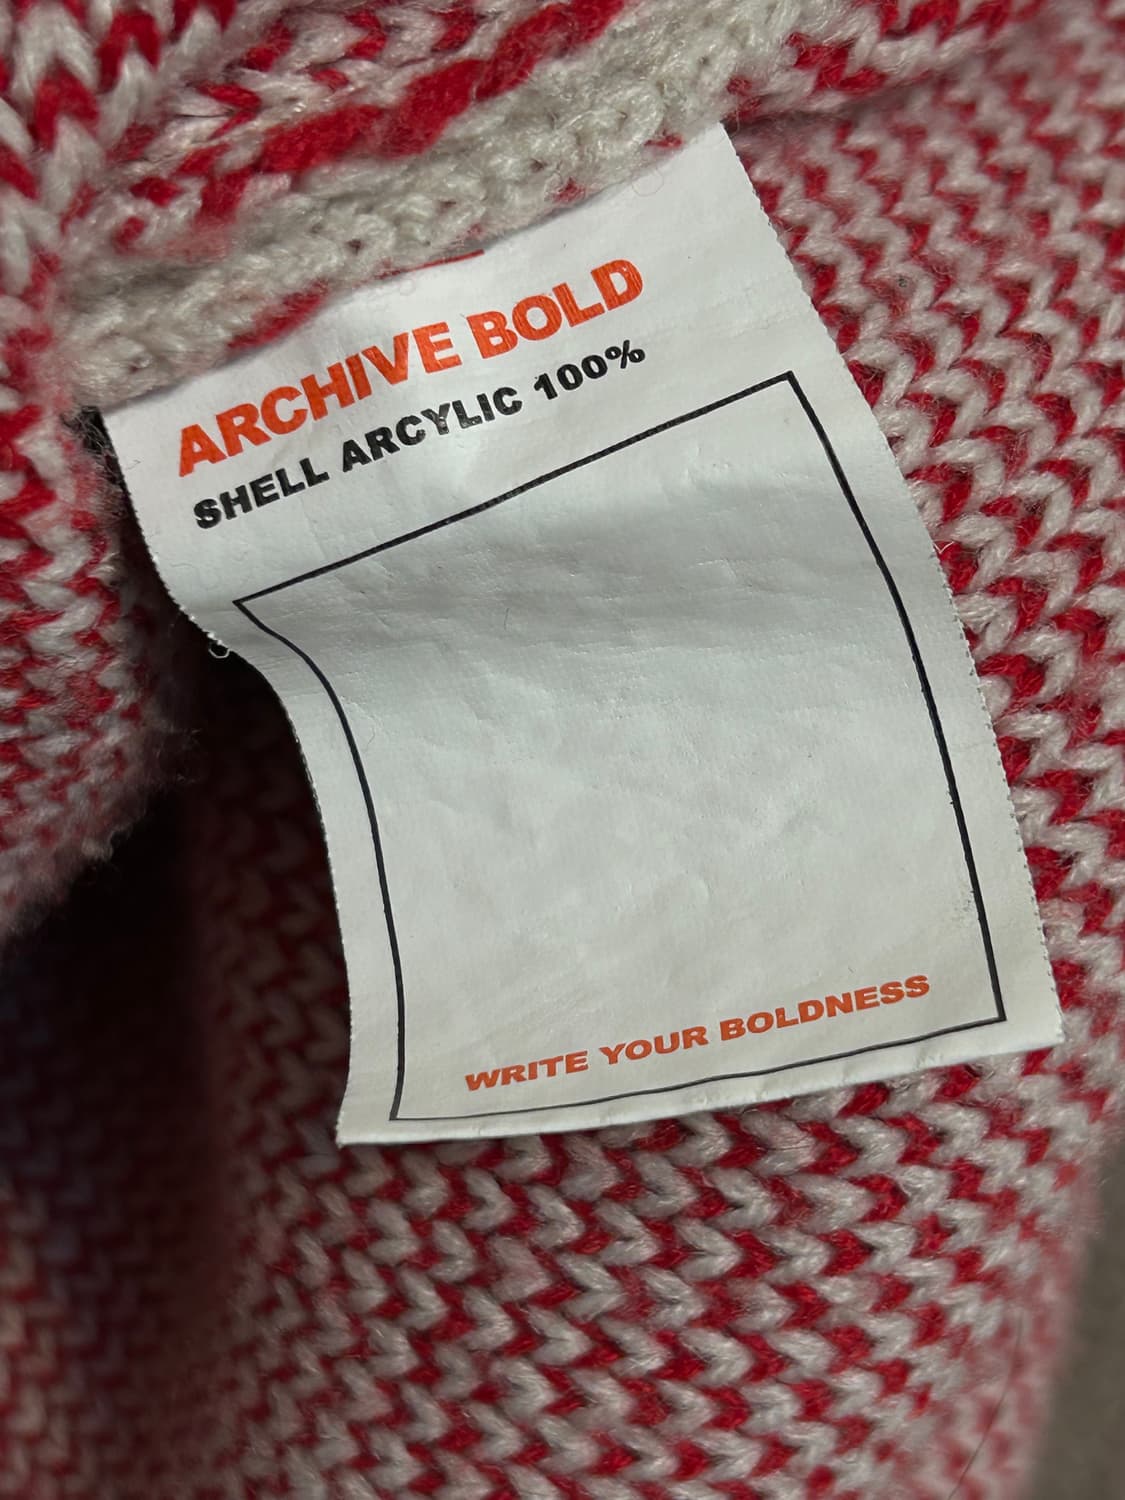 ARCHIVE BOLD
SHELL ARCYLIC 100%
WRITE YOUR BOLDNESS